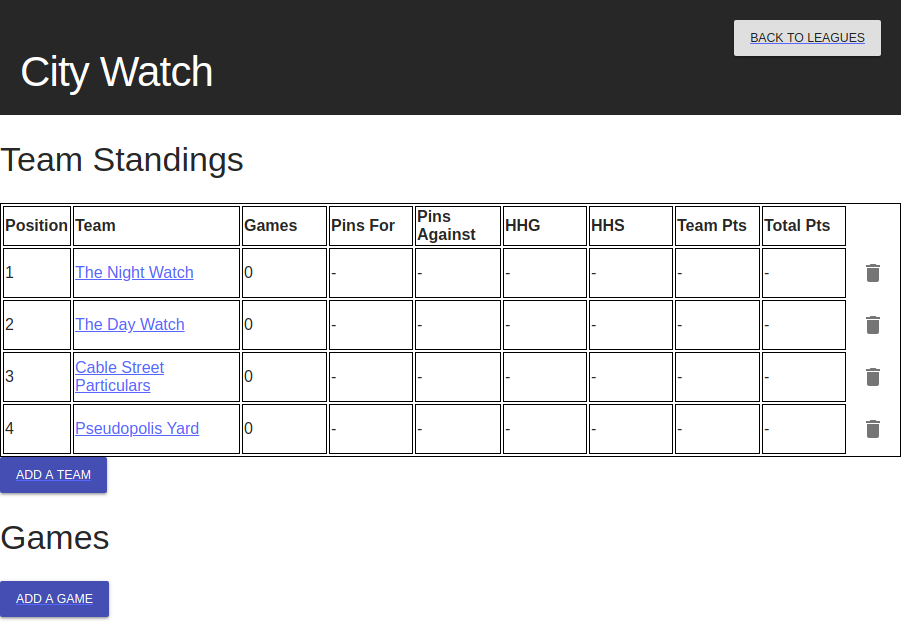 BACK TO LEAGUES
City Watch
Team Standings
Position Team Games Pins For Pins Against HHG HHS Team Pts Total Pts
1 The Night Watch 0 - - - - - -
2 The Day Watch 0 - - - - - -
3 Cable Street Particulars 0 - - - - - -
4 Pseudopolis Yard 0 - - - - - -
ADD A TEAM
Games
ADD A GAME